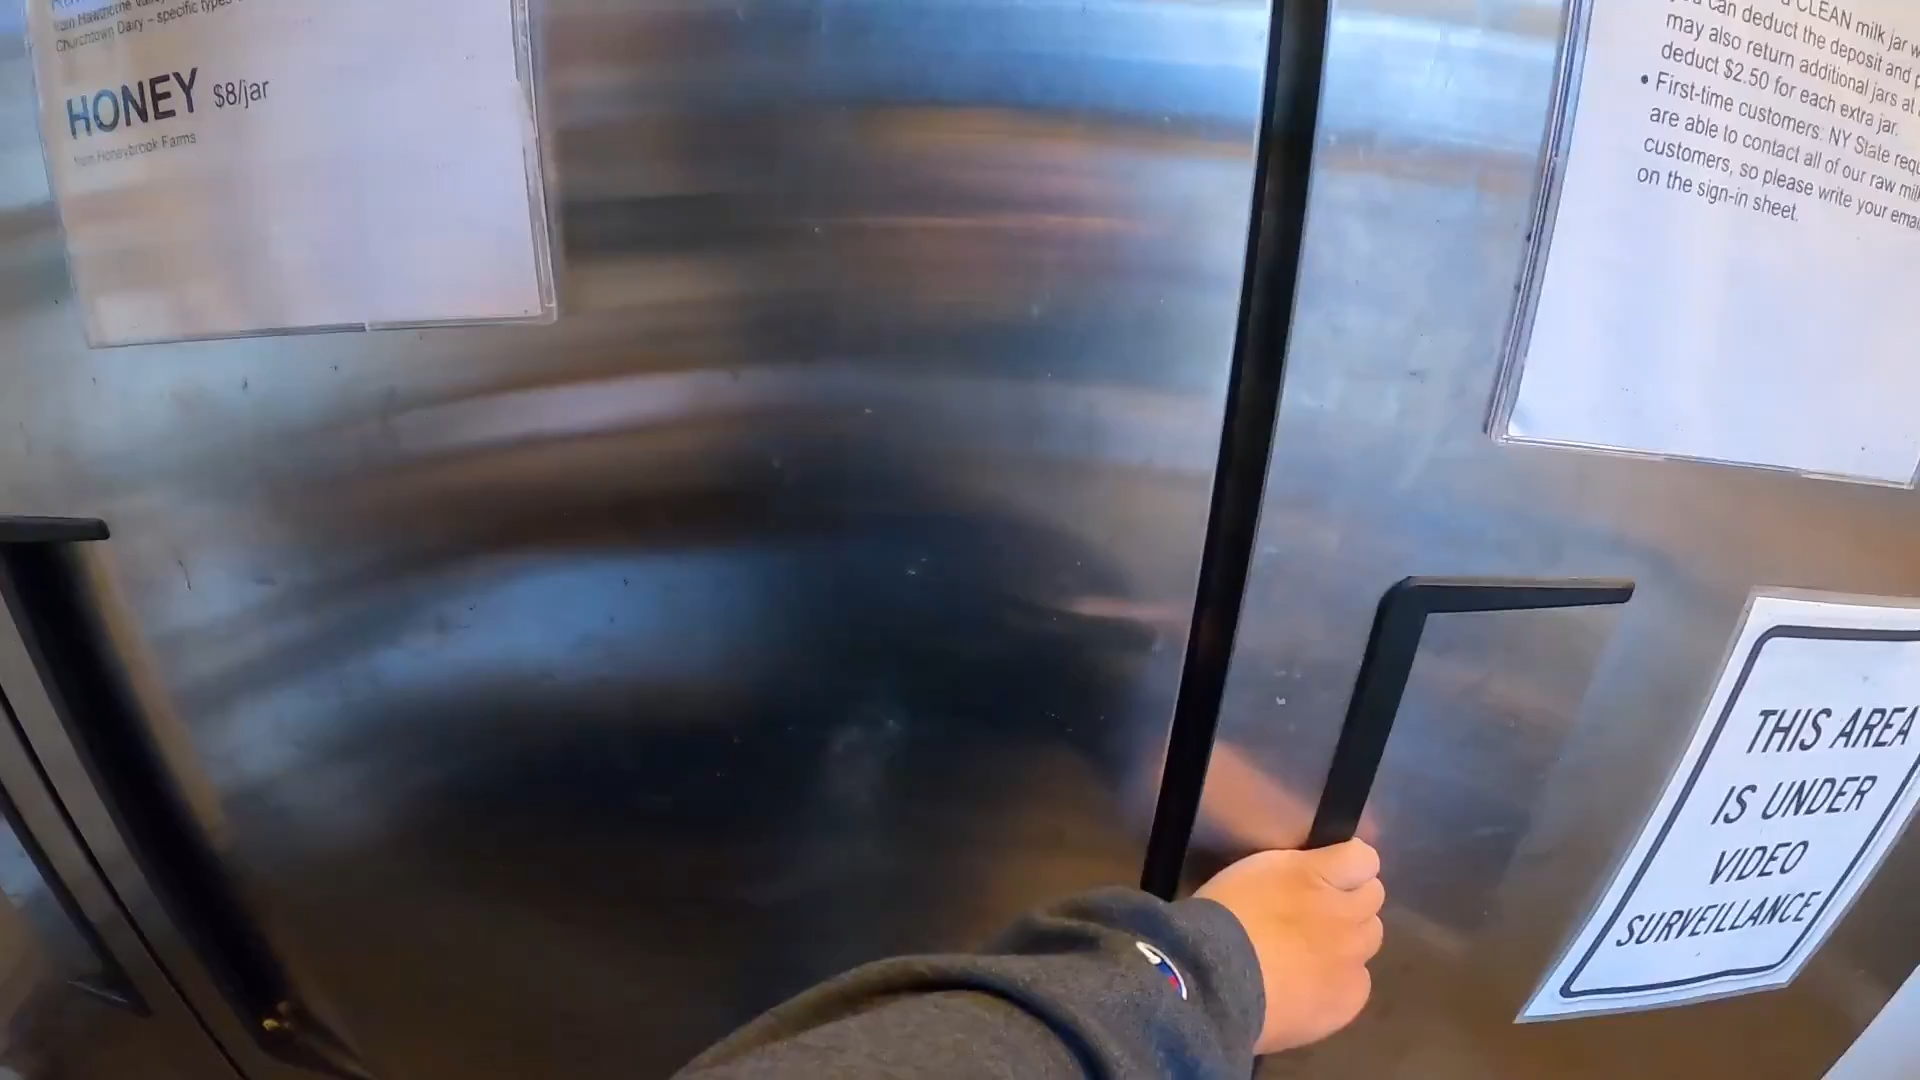 from Hawthorne Valley
Churchtown Dairy – specific types
HONEY $8/jar
from Honeybrook Farms
CLEAN milk jar
can deduct the deposit and
may also return additional jars at
deduct $2.50 for each extra jar.
• First-time customers: NY State
are able to contact all of our raw
customers, so please write your
on the sign-in sheet.
THIS AREA
IS UNDER
VIDEO
SURVEILLANCE